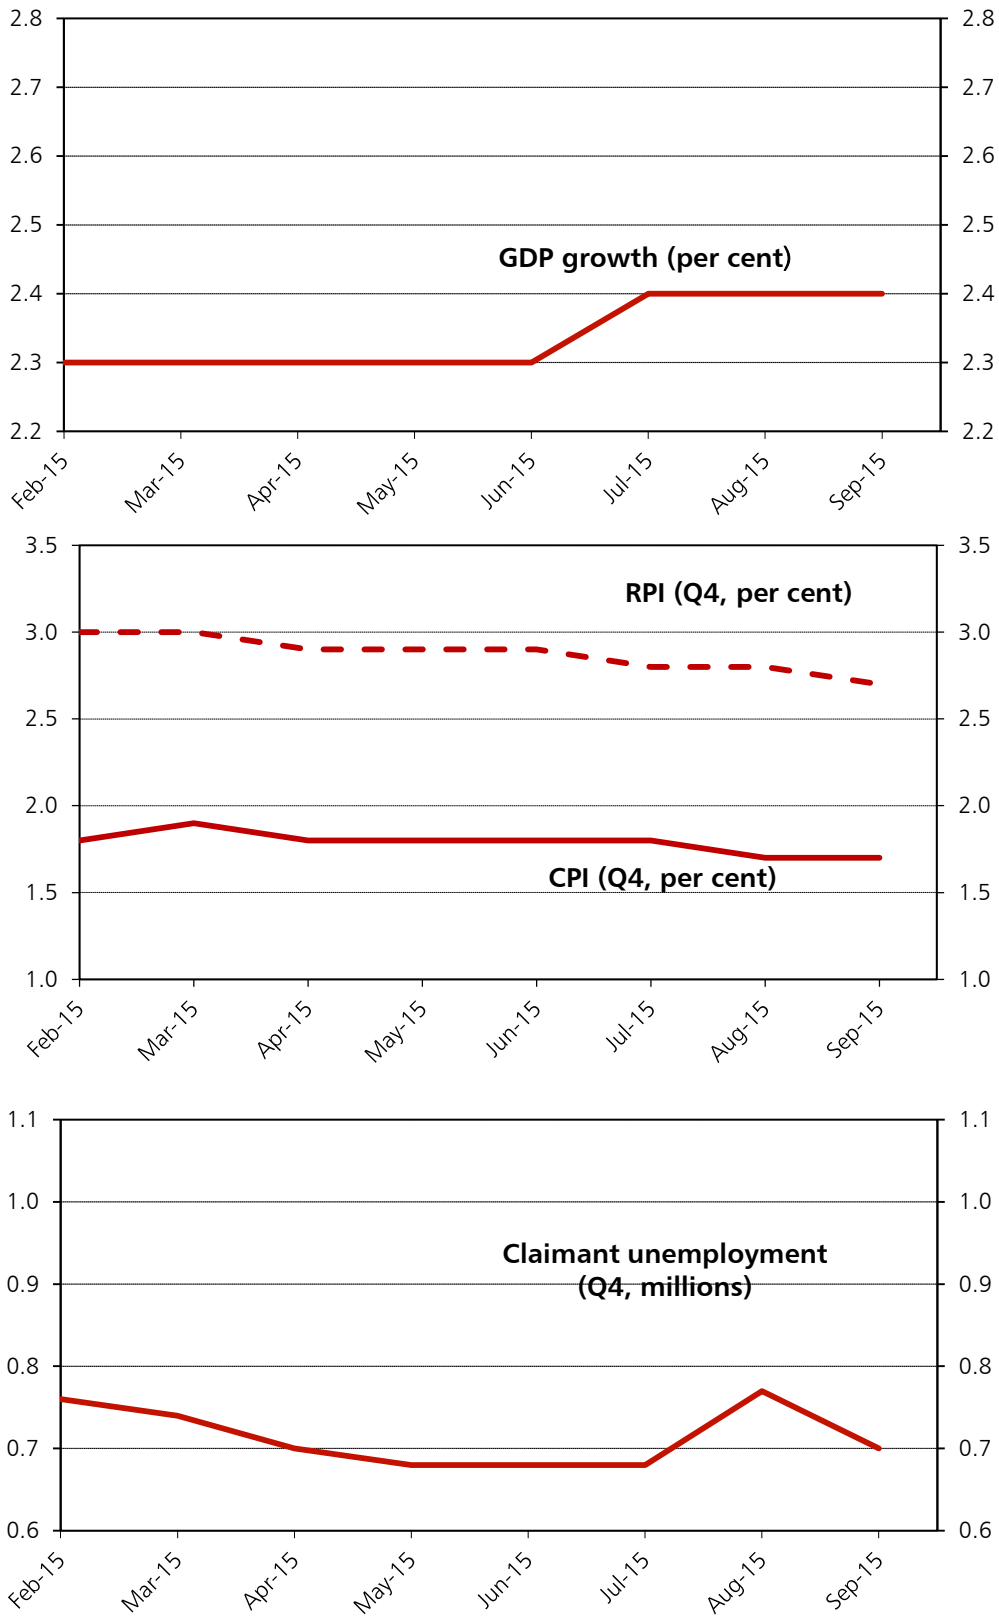 2.8 2.8
2.7 2.7
2.6 2.6
2.5 2.5
GDP growth (per cent)
2.4 2.4
2.3 2.3
2.2 2.2
Feb-15 Mar-15 Apr-15 May-15 Jun-15 Jul-15 Aug-15 Sep-15
3.5 3.5
RPI (Q4, per cent)
3.0 3.0
2.5 2.5
2.0 2.0
CPI (Q4, per cent)
1.5 1.5
1.0 1.0
Feb-15 Mar-15 Apr-15 May-15 Jun-15 Jul-15 Aug-15 Sep-15
1.1 1.1
1.0 1.0
Claimant unemployment
0.9 (Q4, millions) 0.9
0.8 0.8
0.7 0.7
0.6 0.6
Feb-15 Mar-15 Apr-15 May-15 Jun-15 Jul-15 Aug-15 Sep-15